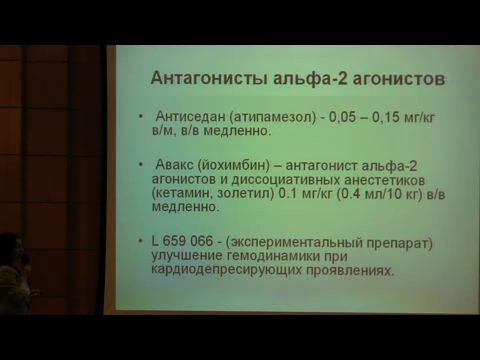 Антагонисты альфа-2 агонистов
• Антиседан (атипамезол) - 0,05 – 0,15 мг/кг
в/м, в/в медленно.
• Авакс (йохимбин) – антагонист альфа-2
агонистов и диссоциативных анестетиков
(кетамин, золетил) 0.1 мг/кг (0.4 мл/10 кг) в/в
медленно.
• L 659 066 - (экспериментальный препарат)
улучшение гемодинамики при
кардиодепресирующих проявлениях.